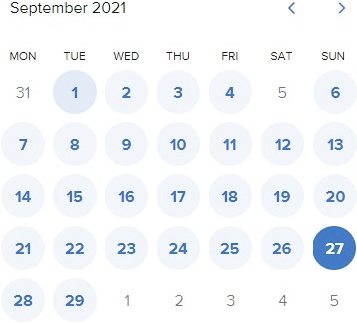 September 2021
MON TUE WED THU FRI SAT SUN
31 1 2 3 4 5 6
7 8 9 10 11 12 13
14 15 16 17 18 19 20
21 22 23 24 25 26 27
28 29 1 2 3 4 5